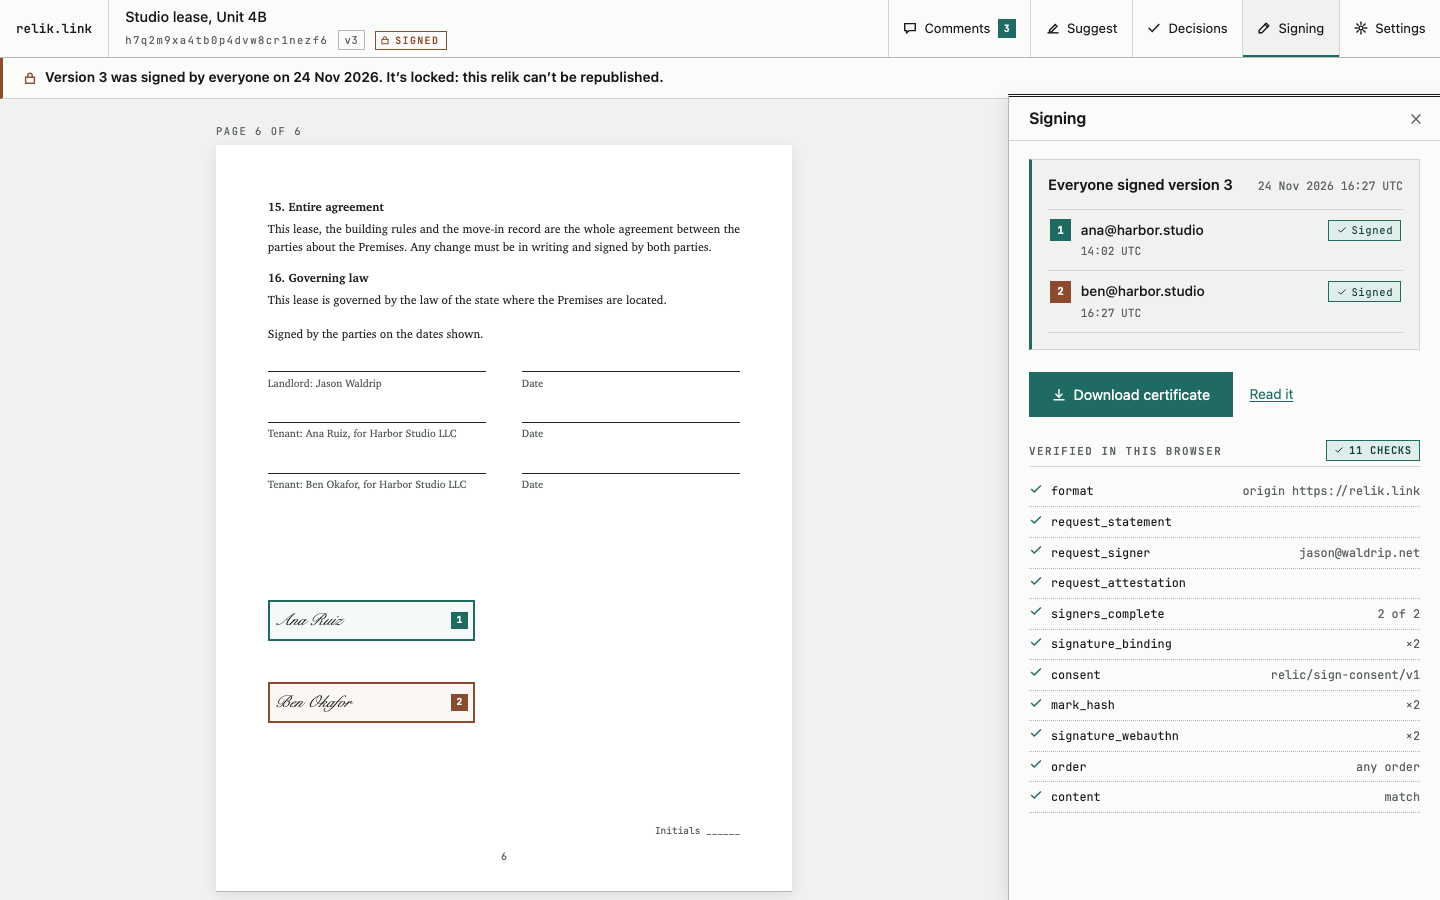 relik.link
Studio lease, Unit 4B
h7q2m9xa4tb0p4dvw8cr1nezf6 v3 SIGNED
Comments 3
Suggest
Decisions
Signing
Settings
Version 3 was signed by everyone on 24 Nov 2026. It’s locked: this relik can’t be republished.
PAGE 6 OF 6
15. Entire agreement
This lease, the building rules and the move-in record are the whole agreement between the
parties about the Premises. Any change must be in writing and signed by both parties.
16. Governing law
This lease is governed by the law of the state where the Premises are located.
Signed by the parties on the dates shown.
Landlord: Jason Waldrip Date
Tenant: Ana Ruiz, for Harbor Studio LLC Date
Tenant: Ben Okafor, for Harbor Studio LLC Date
Ana Ruiz 1
Ben Okafor 2
Initials ______
6
Signing
Everyone signed version 3 24 Nov 2026 16:27 UTC
1 ana@harbor.studio Signed
14:02 UTC
2 ben@harbor.studio Signed
16:27 UTC
Download certificate Read it
VERIFIED IN THIS BROWSER 11 CHECKS
format origin https://relik.link
request_statement
request_signer jason@waldrip.net
request_attestation
signers_complete 2 of 2
signature_binding ×2
consent relic/sign-consent/v1
mark_hash ×2
signature_webauthn ×2
order any order
content match